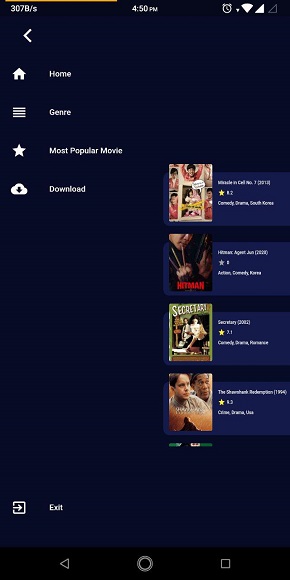 307B/s
4:50 PM
Home
Genre
Most Popular Movie
Download
Miracle in Cell No. 7 (2013)
8.2
Comedy, Drama, South Korea
Hitman: Agent Jun (2020)
0
Action, Comedy, Korea
HITMAN
SECRETARY
Secretary (2002)
7.1
Comedy, Drama, Romance
The Shawshank Redemption (1994)
9.3
Crime, Drama, Usa
Exit